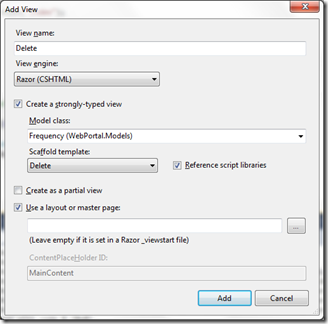 Add View
View name:
Delete
View engine:
Razor (CSHTML)
Create a strongly-typed view
Model class:
Frequency (WebPortal.Models)
Scaffold template:
Delete
Reference script libraries
Create as a partial view
Use a layout or master page:
...
(Leave empty if it is set in a Razor _viewstart file)
ContentPlaceHolder ID:
MainContent
Add
Cancel